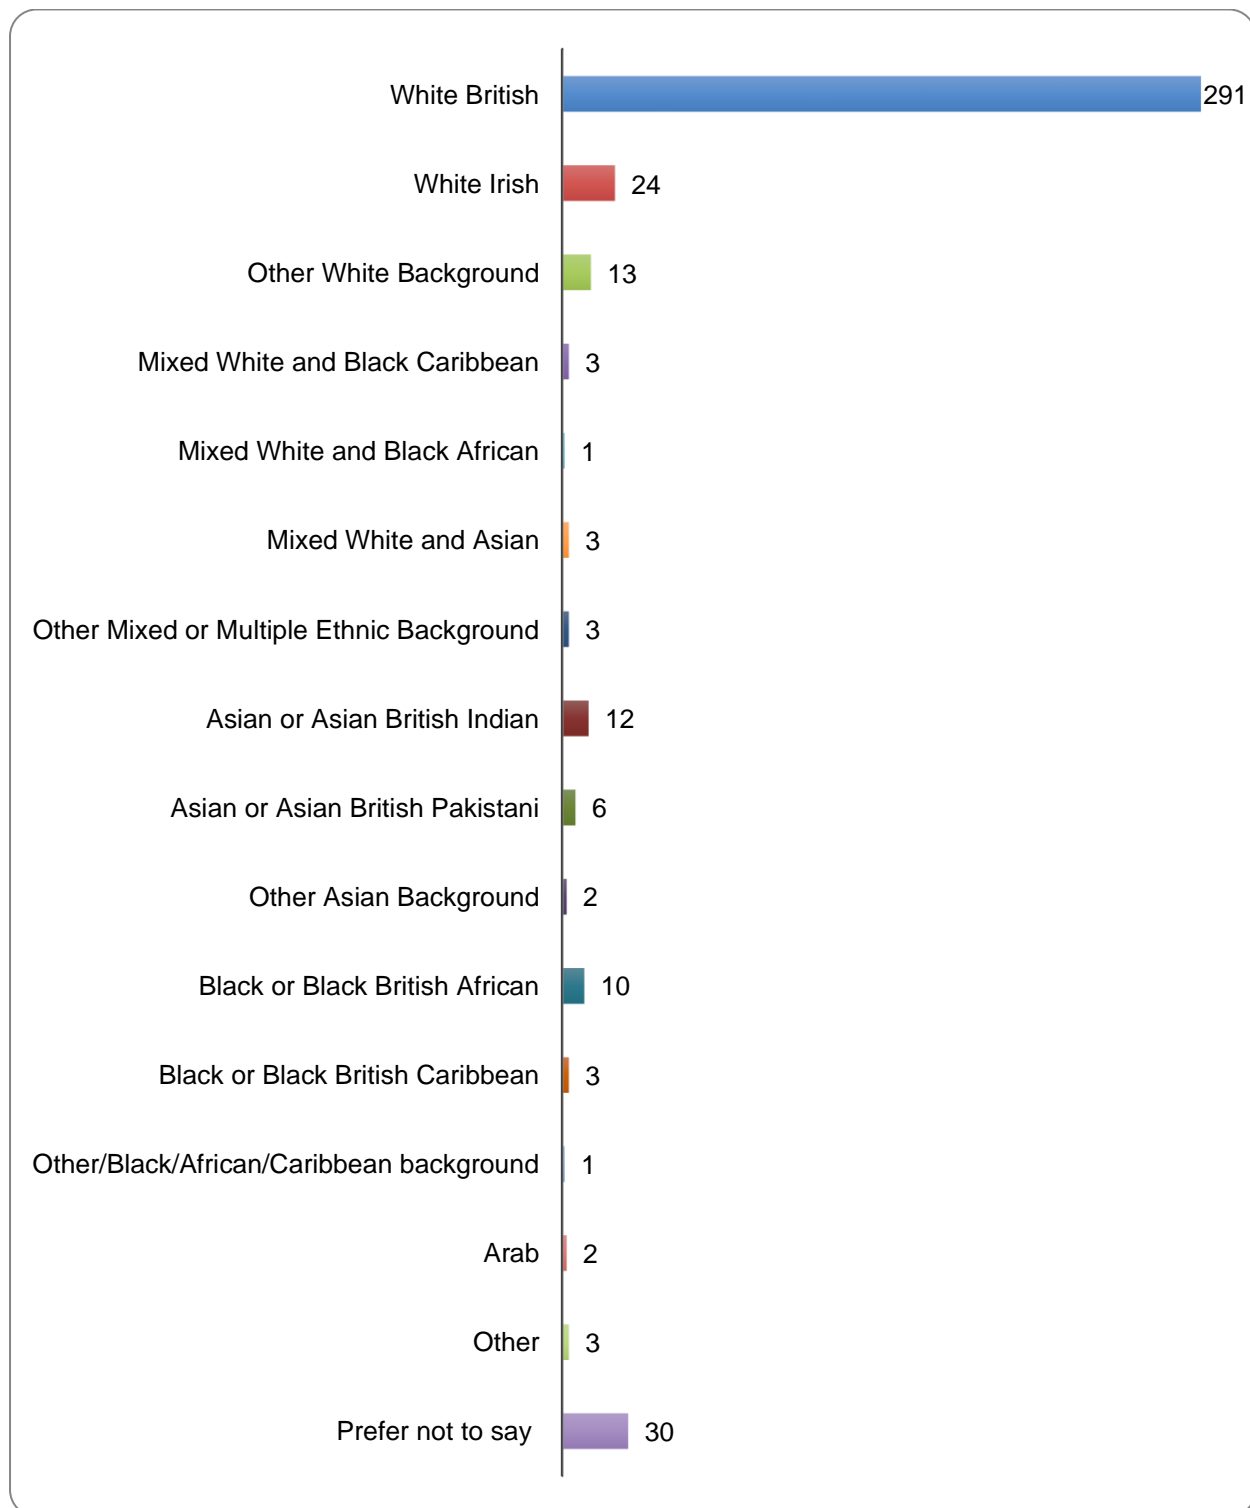 White British 291
White Irish 24
Other White Background 13
Mixed White and Black Caribbean 3
Mixed White and Black African 1
Mixed White and Asian 3
Other Mixed or Multiple Ethnic Background 3
Asian or Asian British Indian 12
Asian or Asian British Pakistani 6
Other Asian Background 2
Black or Black British African 10
Black or Black British Caribbean 3
Other/Black/African/Caribbean background 1
Arab 2
Other 3
Prefer not to say 30